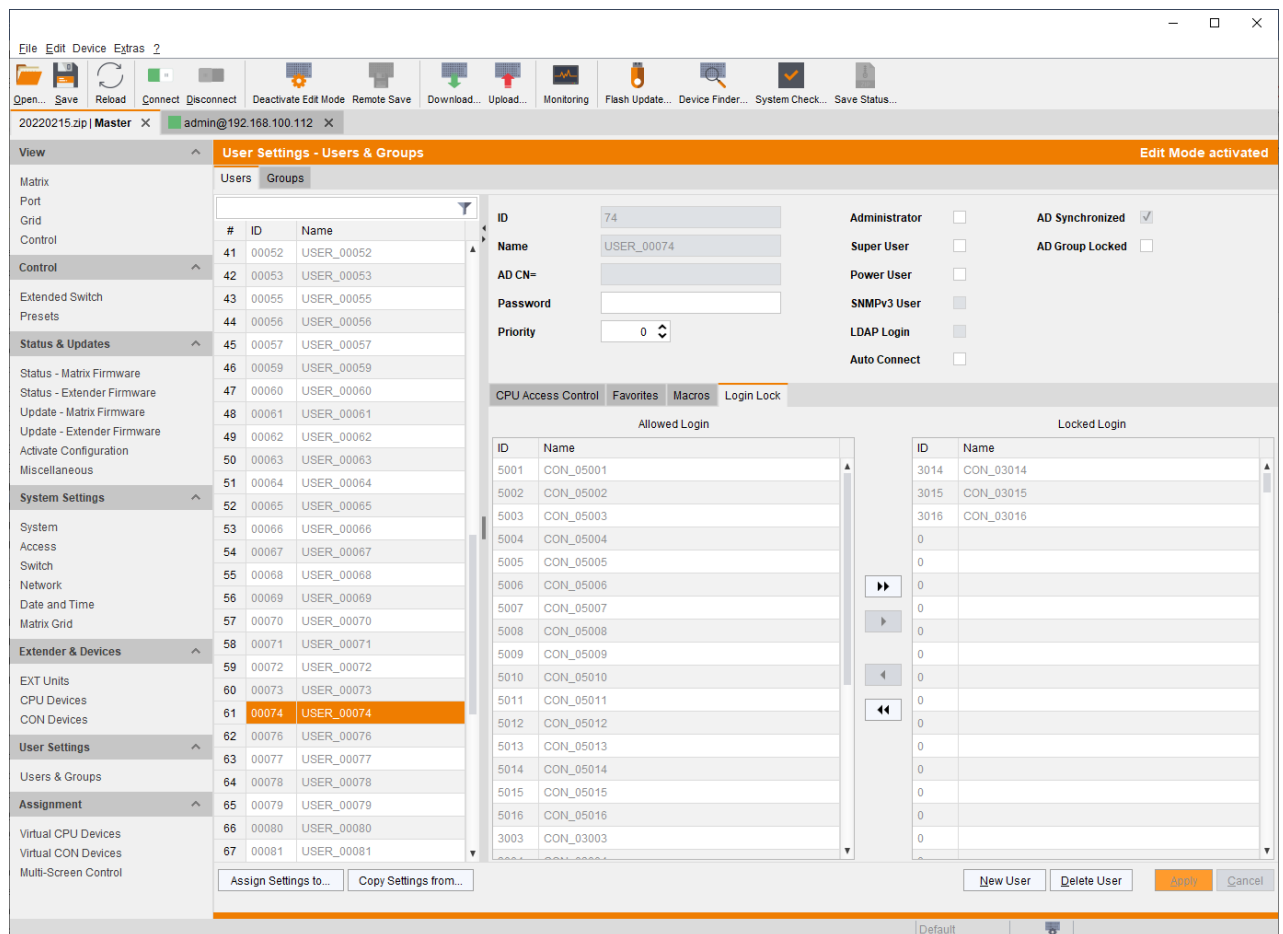 File Edit Device Extras ?
Open... Save Reload Connect Disconnect Deactivate Edit Mode Remote Save Download... Upload... Monitoring Flash Update... Device Finder... System Check... Save Status...
20220215.zip | Master admin@192.168.100.112
View
Matrix
Port
Grid
Control
Control
Extended Switch
Presets
Status & Updates
Status - Matrix Firmware
Status - Extender Firmware
Update - Matrix Firmware
Update - Extender Firmware
Activate Configuration
Miscellaneous
System Settings
System
Access
Switch
Network
Date and Time
Matrix Grid
Extender & Devices
EXT Units
CPU Devices
CON Devices
User Settings
Users & Groups
Assignment
Virtual CPU Devices
Virtual CON Devices
Multi-Screen Control
User Settings - Users & Groups Edit Mode activated
Users Groups
# ID Name
41 00052 USER_00052
42 00053 USER_00053
43 00055 USER_00055
44 00056 USER_00056
45 00057 USER_00057
46 00059 USER_00059
47 00060 USER_00060
48 00061 USER_00061
49 00062 USER_00062
50 00063 USER_00063
51 00064 USER_00064
52 00065 USER_00065
53 00066 USER_00066
54 00067 USER_00067
55 00068 USER_00068
56 00069 USER_00069
57 00070 USER_00070
58 00071 USER_00071
59 00072 USER_00072
60 00073 USER_00073
61 00074 USER_00074
62 00076 USER_00076
63 00077 USER_00077
64 00078 USER_00078
65 00079 USER_00079
66 00080 USER_00080
67 00081 USER_00081
ID 74 Administrator AD Synchronized
Name USER_00074 Super User AD Group Locked
AD CN= Power User
Password SNMPv3 User
Priority 0 LDAP Login
Auto Connect
CPU Access Control Favorites Macros Login Lock
Allowed Login
ID Name
5001 CON_05001
5002 CON_05002
5003 CON_05003
5004 CON_05004
5005 CON_05005
5006 CON_05006
5007 CON_05007
5008 CON_05008
5009 CON_05009
5010 CON_05010
5011 CON_05011
5012 CON_05012
5013 CON_05013
5014 CON_05014
5015 CON_05015
5016 CON_05016
3003 CON_03003
Locked Login
ID Name
3014 CON_03014
3015 CON_03015
3016 CON_03016
0
0
0
0
0
0
0
0
0
0
0
0
0
0
Assign Settings to... Copy Settings from... New User Delete User Apply Cancel
Default